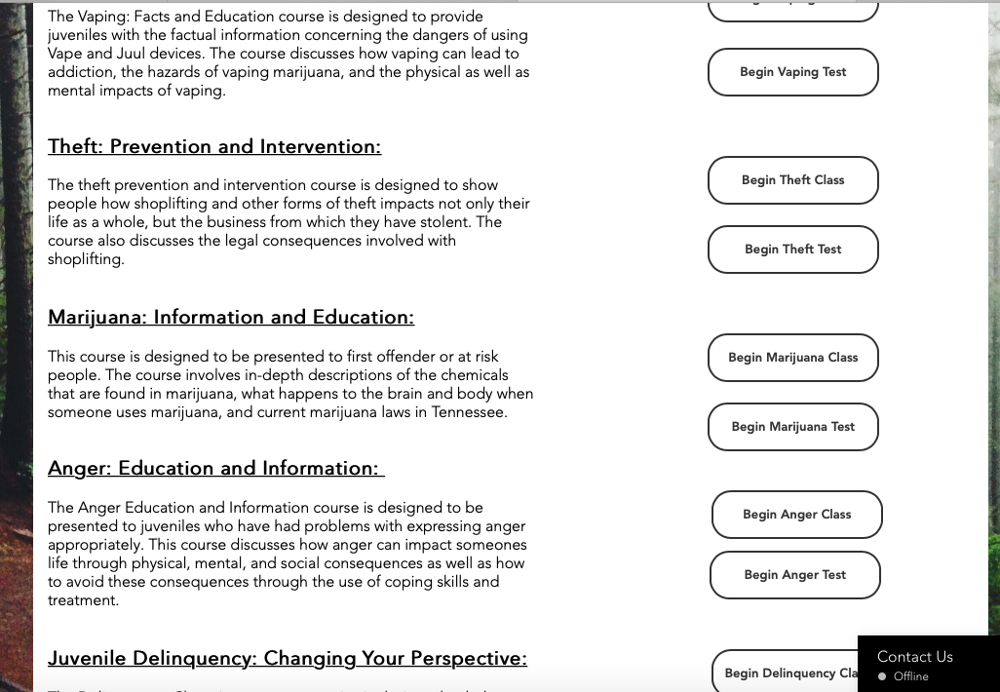 The Vaping: Facts and Education course is designed to provide
juveniles with the factual information concerning the dangers of using
Vape and Juul devices. The course discusses how vaping can lead to
addiction, the hazards of vaping marijuana, and the physical as well as
mental impacts of vaping.
Begin Vaping Test
Theft: Prevention and Intervention:
The theft prevention and intervention course is designed to show
people how shoplifting and other forms of theft impacts not only their
life as a whole, but the business from which they have stolent. The
course also discusses the legal consequences involved with
shoplifting.
Begin Theft Class
Begin Theft Test
Marijuana: Information and Education:
This course is designed to be presented to first offender or at risk
people. The course involves in-depth descriptions of the chemicals
that are found in marijuana, what happens to the brain and body when
someone uses marijuana, and current marijuana laws in Tennessee.
Begin Marijuana Class
Begin Marijuana Test
Anger: Education and Information:
The Anger Education and Information course is designed to be
presented to juveniles who have had problems with expressing anger
appropriately. This course discusses how anger can impact someones
life through physical, mental, and social consequences as well as how
to avoid these consequences through the use of coping skills and
treatment.
Begin Anger Class
Begin Anger Test
Juvenile Delinquency: Changing Your Perspective:
Begin Delinquency Cla
Contact Us
Offline